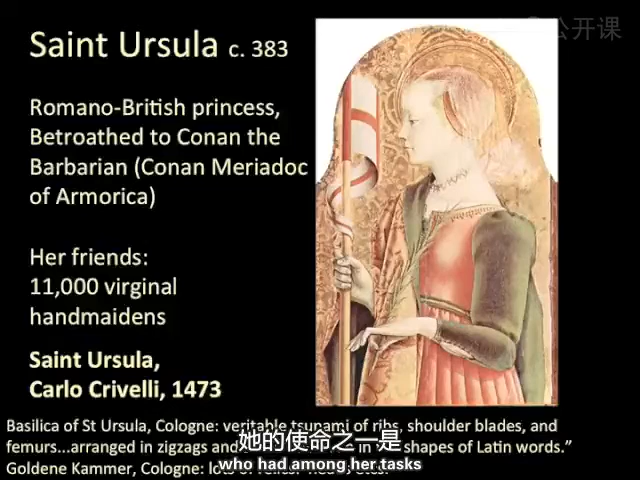 公开课
Saint Ursula c. 383
Romano-British princess,
Betroathed to Conan the
Barbarian (Conan Meriadoc
of Armorica)
Her friends:
11,000 virginal
handmaidens
Saint Ursula,
Carlo Crivelli, 1473
Basilica of St Ursula, Cologne: veritable tsunami of ribs, shoulder blades, and
femurs...arranged in zigzags and in the shapes of Latin words.”
Goldene Kammer, Cologne:
她的使命之一是
who had among her tasks